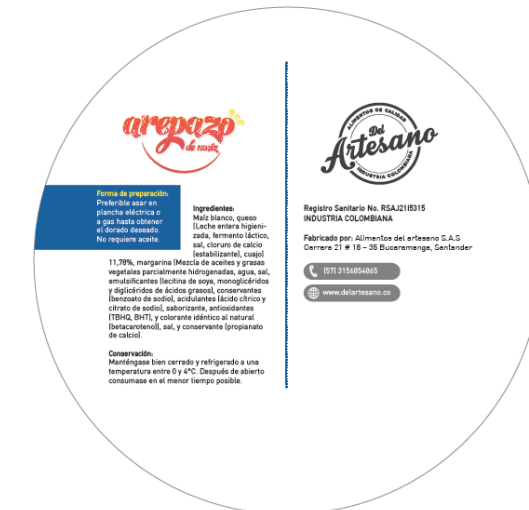 arepazo
de maíz
Forma de preparación:
Preferible asar en
plancha eléctrica o
a gas hasta obtener
el dorado deseado.
No requiere aceite.
Ingredientes:
Maíz blanco, queso
(Leche entera higieni-
zada, fermento láctico,
sal, cloruro de calcio
(estabilizante), cuajo)
11,78%, margarina (Mezcla de aceites y grasas
vegetales parcialmente hidrogenadas, agua, sal,
emulsificantes (lecitina de soya, monoglicéridos
y diglicéridos de ácidos grasos), conservantes
(benzoato de sodio), acidulantes (ácido cítrico y
citrato de sodio), saborizante, antioxidantes
(TBHQ, BHT), y colorante idéntico al natural
(betacaroteno)), sal, y conservante (propianato
de calcio).
Conservación:
Manténgase bien cerrado y refrigerado a una
temperatura entre 0 y 4°C. Después de abierto
consumase en el menor tiempo posible.
ALIMENTOS DE CALIDAD
Del
Artesano
INDUSTRIA COLOMBIANA
Registro Sanitario No. RSAJ21I5315
INDUSTRIA COLOMBIANA
Fabricado por: Alimentos del artesano S.A.S
Carrera 21 # 18 – 36 Bucaramanga, Santander
(57) 3156854865
www.delartesano.co